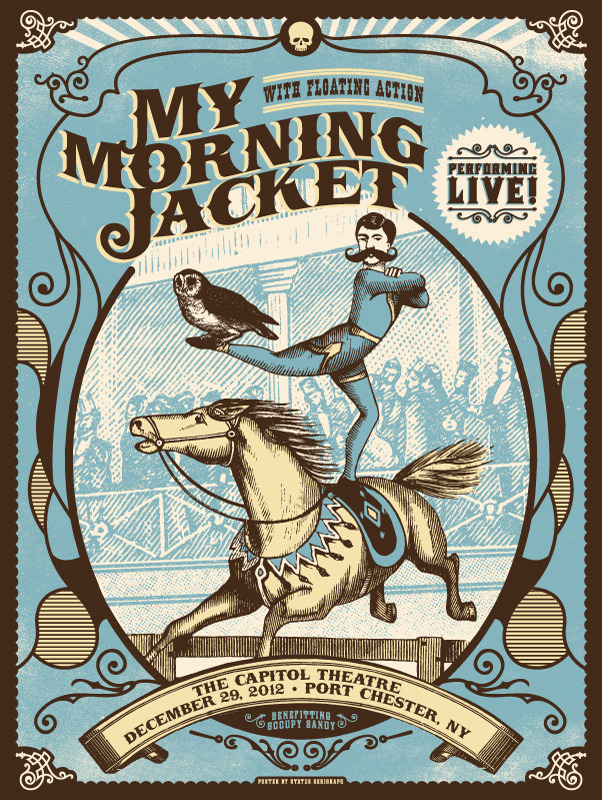 WITH FLOATING ACTION
MY
MORNING
JACKET
PERFORMING
LIVE!
THE CAPITOL THEATRE
DECEMBER 29, 2012 • PORT CHESTER, NY
BENEFITTING
OCCUPY SANDY
POSTER BY STATUS SERIGRAPH